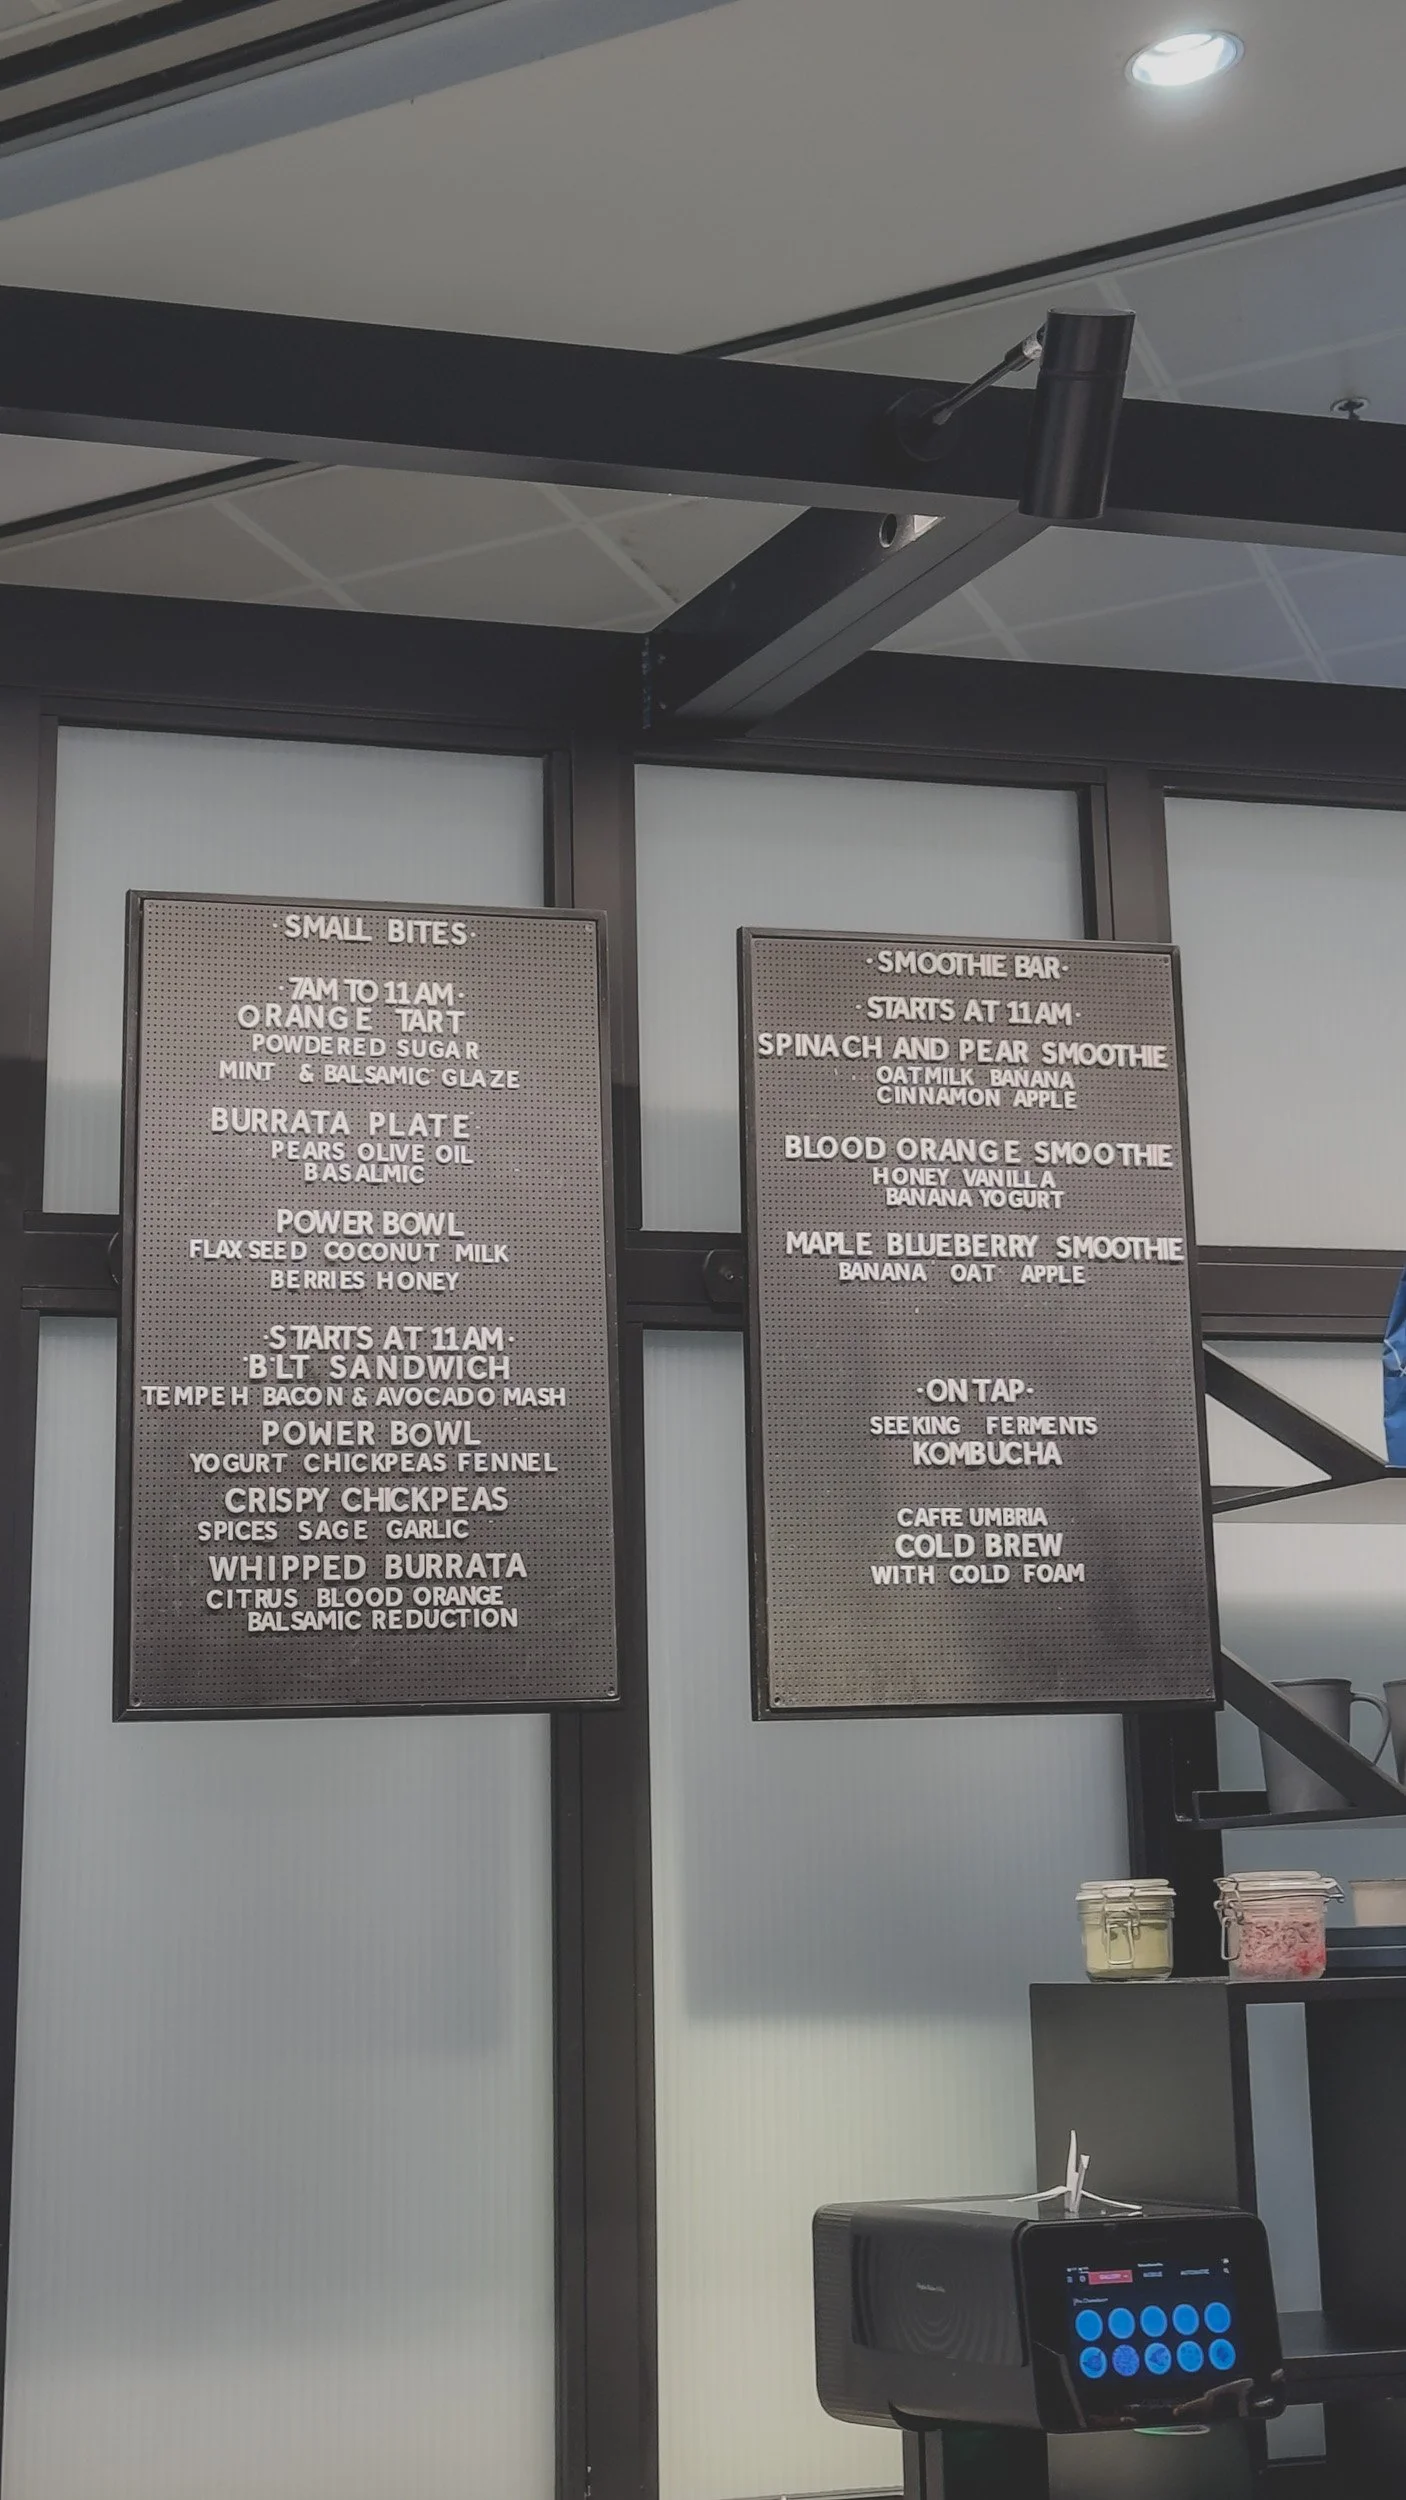 ·SMALL BITES·
·7AM TO 11AM·
ORANGE TART
POWDERED SUGAR
MINT & BALSAMIC GLAZE
BURRATA PLATE
PEARS OLIVE OIL
BASALMIC
POWER BOWL
FLAXSEED COCONUT MILK
BERRIES HONEY
·STARTS AT 11AM·
B·LT SANDWICH
TEMPEH BACON & AVOCADO MASH
POWER BOWL
YOGURT CHICKPEAS FENNEL
CRISPY CHICKPEAS
SPICES SAGE GARLIC
WHIPPED BURRATA
CITRUS BLOOD ORANGE
BALSAMIC REDUCTION
·SMOOTHIE BAR·
·STARTS AT 11AM·
SPINACH AND PEAR SMOOTHIE
OATMILK BANANA
CINNAMON APPLE
BLOOD ORANGE SMOOTHIE
HONEY VANILLA
BANANA YOGURT
MAPLE BLUEBERRY SMOOTHIE
BANANA OAT APPLE
·ON TAP·
SEEKING FERMENTS
KOMBUCHA
CAFFE UMBRIA
COLD BREW
WITH COLD FOAM